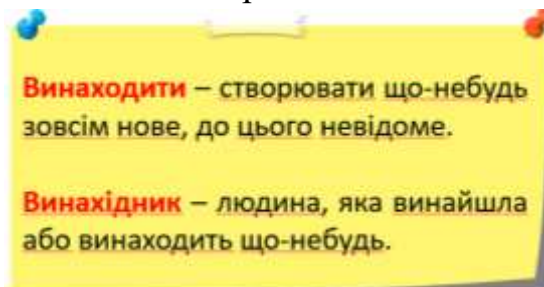 Винаходити – створювати що-небудь
зовсім нове, до цього невідоме.
Винахідник – людина, яка винайшла
або винаходить що-небудь.